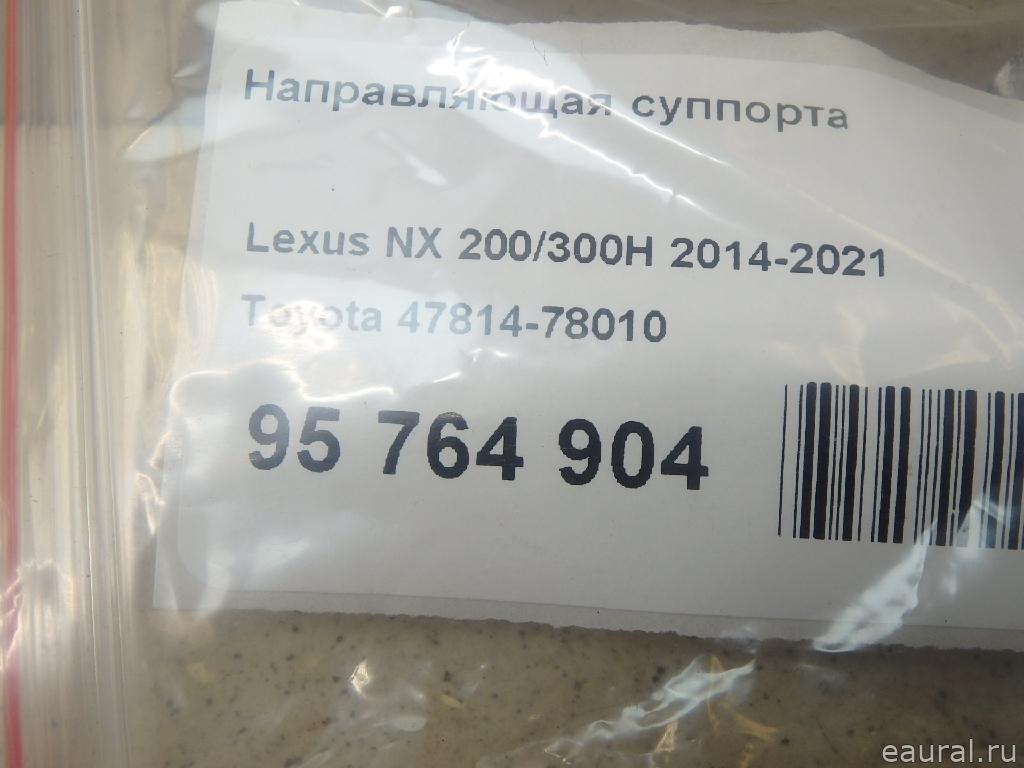 Направляющая суппорта
Lexus NX 200/300H 2014-2021
Toyota 47814-78010
95 764 904
eaural.ru